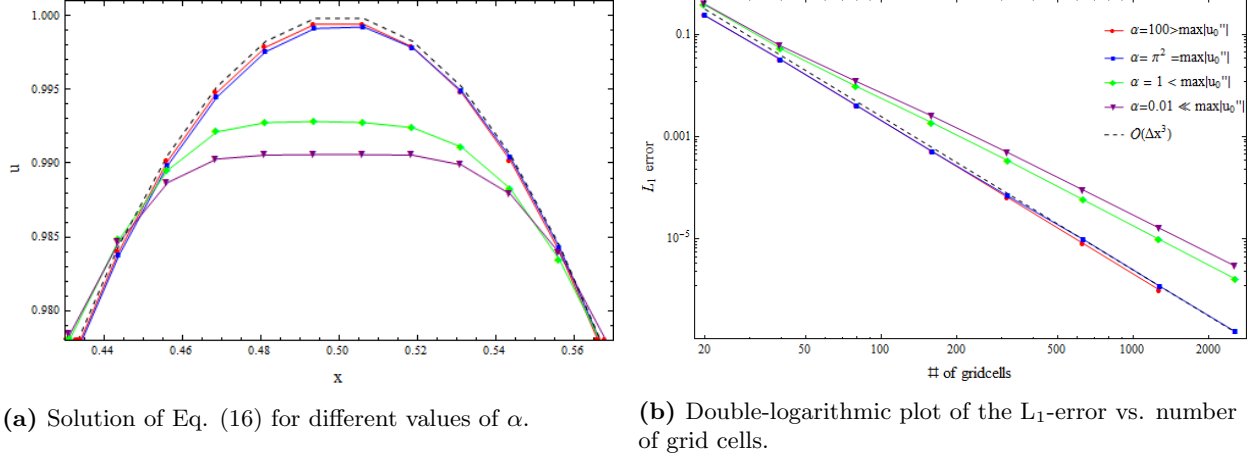 1.000
0.995
0.990
0.985
0.980
u
0.44
0.46
0.48
0.50
0.52
0.54
0.56
x
(a) Solution of Eq. (16) for different values of α.
0.1
0.001
10⁻⁵
L₁ error
α=100>max|u₀''|
α= π² =max|u₀''|
α = 1 < max|u₀''|
α=0.01 ≪ max|u₀''|
O(Δx³)
20
50
100
200
500
1000
2000
# of gridcells
(b) Double-logarithmic plot of the L₁-error vs. number
of grid cells.